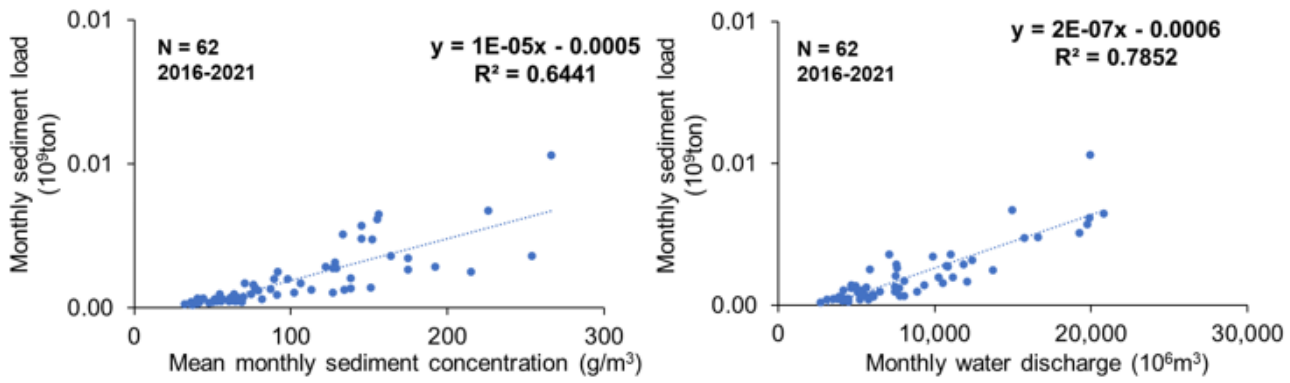 Monthly sediment load
(10⁹ton)
0.01
0.01
0.00
N = 62
2016-2021
y = 1E-05x - 0.0005
R² = 0.6441
0
100
200
300
Mean monthly sediment concentration (g/m³)
Monthly sediment load
(10⁹ton)
0.01
0.01
0.00
N = 62
2016-2021
y = 2E-07x - 0.0006
R² = 0.7852
0
10,000
20,000
30,000
Monthly water discharge (10⁶m³)